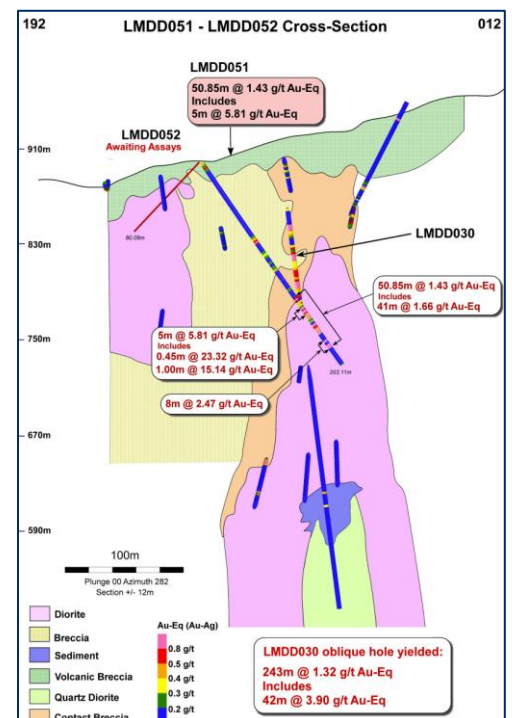 192
LMDD051 - LMDD052 Cross-Section
012
LMDD051
50.85m @ 1.43 g/t Au-Eq
Includes
5m @ 5.81 g/t Au-Eq
LMDD052
Awaiting Assays
910m
80.08m
830m
LMDD030
50.85m @ 1.43 g/t Au-Eq
Includes
41m @ 1.66 g/t Au-Eq
750m
5m @ 5.81 g/t Au-Eq
Includes
0.45m @ 23.32 g/t Au-Eq
1.00m @ 15.14 g/t Au-Eq
203.11m
8m @ 2.47 g/t Au-Eq
670m
590m
100m
Plunge 00 Azimuth 282
Section +/- 12m
Diorite
Breccia
Sediment
Volcanic Breccia
Quartz Diorite
Contact Breccia
Au-Eq (Au-Ag)
0.8 g/t
0.5 g/t
0.4 g/t
0.3 g/t
0.2 g/t
LMDD030 oblique hole yielded:
243m @ 1.32 g/t Au-Eq
Includes
42m @ 3.90 g/t Au-Eq